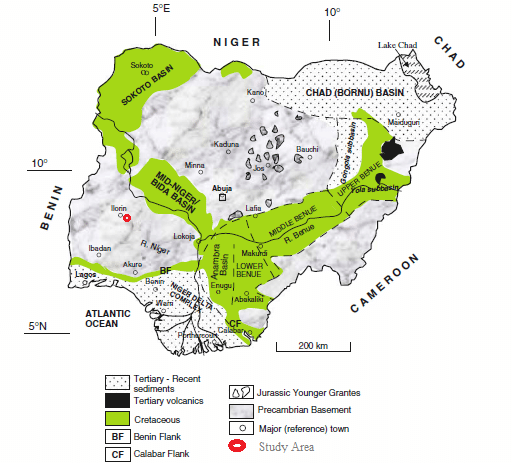 5°E
10°
NIGER
CHAD
Lake Chad
Sokoto
SOKOTO BASIN
Kano
CHAD (BORNU) BASIN
Maiduguri
Gongola subbasin
Kaduna
Bauchi
Minna
Jos
UPPER BENUE
Yola subbasin
10°
MID-NIGER/
BIDA BASIN
Abuja
BENIN
Ilorin
Lafia
MIDDLE BENUE
R. Benue
Lokoja
R. Niger
Ibadan
Makurdi
Anambra
Basin
LOWER
BENUE
Akure
BF
Lagos
Benin
Enugu
Abakaliki
NIGER DELTA
COMPLEX
Warri
CAMEROON
ATLANTIC
OCEAN
5°N
CF
Calabar
Portharcourt
200 km
Tertiary - Recent
sediments
Tertiary volcanics
Cretaceous
BF Benin Flank
CF Calabar Flank
Jurassic Younger Grantes
Precambrian Basement
Major (reference) town
Study Area